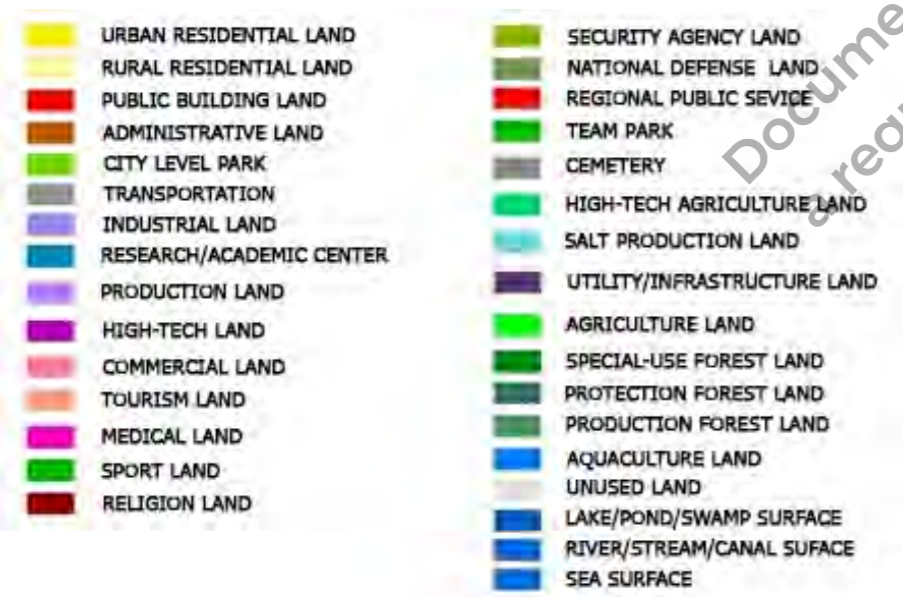 URBAN RESIDENTIAL LAND
RURAL RESIDENTIAL LAND
PUBLIC BUILDING LAND
ADMINISTRATIVE LAND
CITY LEVEL PARK
TRANSPORTATION
INDUSTRIAL LAND
RESEARCH/ACADEMIC CENTER
PRODUCTION LAND
HIGH-TECH LAND
COMMERCIAL LAND
TOURISM LAND
MEDICAL LAND
SPORT LAND
RELIGION LAND
SECURITY AGENCY LAND
NATIONAL DEFENSE LAND
REGIONAL PUBLIC SEVICE
TEAM PARK
CEMETERY
HIGH-TECH AGRICULTURE LAND
SALT PRODUCTION LAND
UTILITY/INFRASTRUCTURE LAND
AGRICULTURE LAND
SPECIAL-USE FOREST LAND
PROTECTION FOREST LAND
PRODUCTION FOREST LAND
AQUACULTURE LAND
UNUSED LAND
LAKE/POND/SWAMP SURFACE
RIVER/STREAM/CANAL SUFACE
SEA SURFACE
a